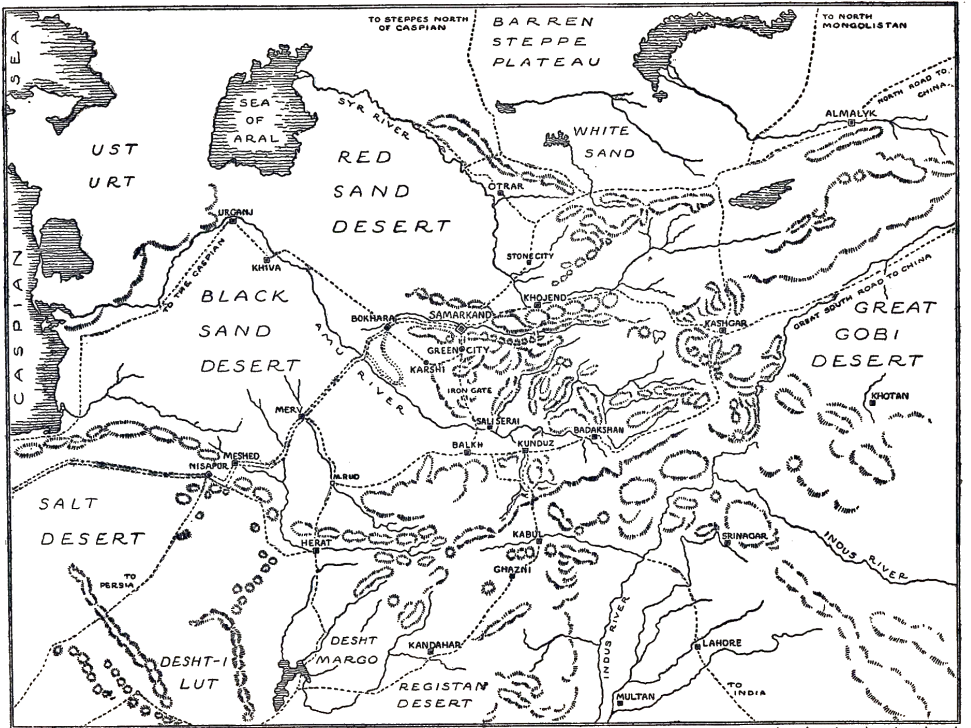 TO STEPPES NORTH
OF CASPIAN
BARREN
STEPPE
PLATEAU
TO NORTH
MONGOLISTAN
CASPIAN SEA
UST
URT
SEA
OF
ARAL
SYR RIVER
RED
SAND
DESERT
WHITE
SAND
ALMALYK
NORTH ROAD TO
CHINA
OTRAR
URGANJ
KHIVA
TO THE CASPIAN
STONE CITY
BLACK
SAND
DESERT
KHOJEND
BOKHARA
SAMARKAND
GREEN CITY
KARSHI
IRON GATE
AMU RIVER
KASHGAR
GREAT SOUTH ROAD TO CHINA
GREAT
GOBI
DESERT
KHOTAN
MERV
SALI SERAI
BADAKSHAN
BALKH
KUNDUZ
MESHED
NISAPUR
M.RUD
SALT
DESERT
HERAT
KABUL
GHAZNI
SRINAGAR
INDUS RIVER
TO
PERSIA
DESHT-I
LUT
DESHT
MARGO
KANDAHAR
REGISTAN
DESERT
INDUS RIVER
LAHORE
MULTAN
TO
INDIA